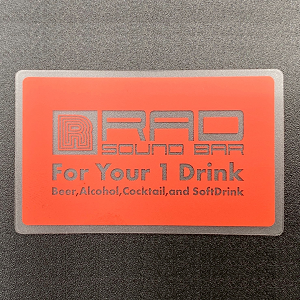 RAD
SOUND BAR
For Your 1 Drink
Beer,Alcohol,Cocktail,and SoftDrink